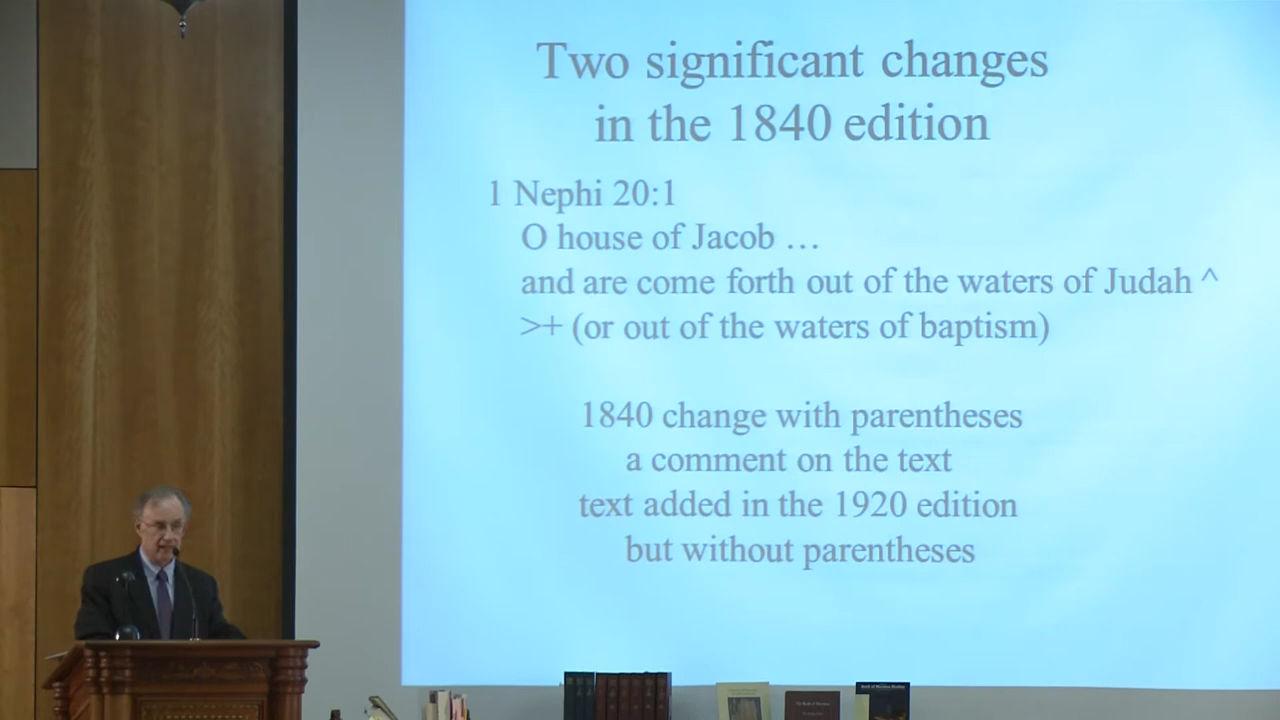 Two significant changes
in the 1840 edition
1 Nephi 20:1
O house of Jacob …
and are come forth out of the waters of Judah ^
>+ (or out of the waters of baptism)
1840 change with parentheses
a comment on the text
text added in the 1920 edition
but without parentheses